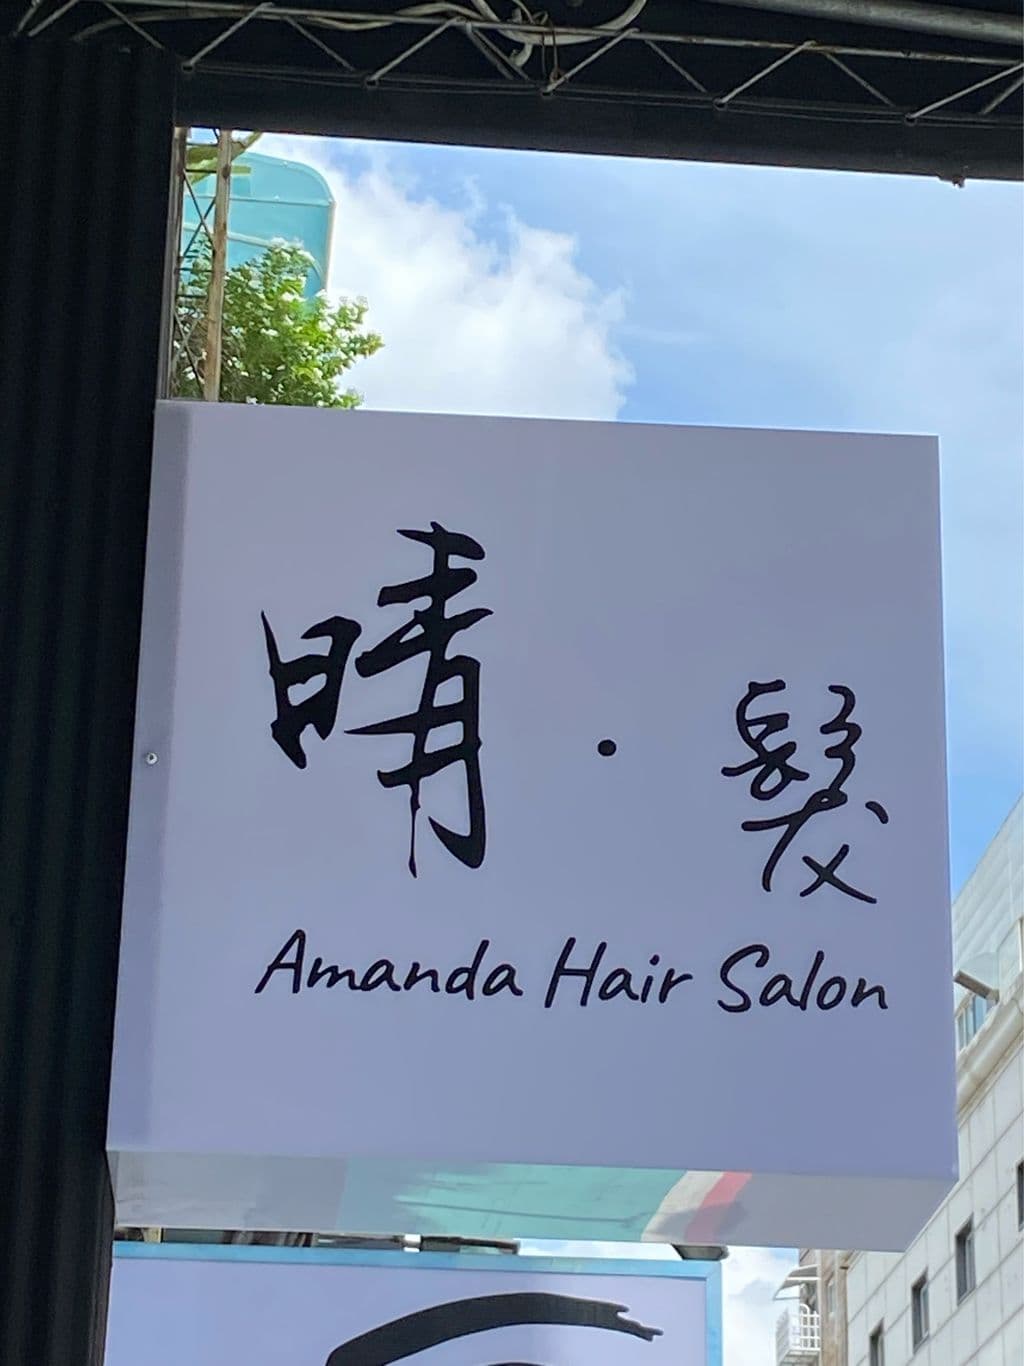 晴・髮
Amanda Hair Salon